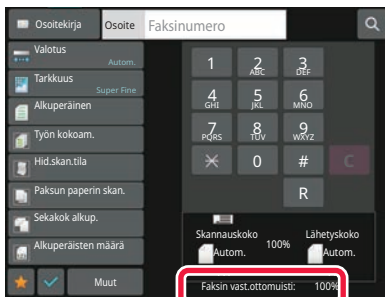 Osoitekirja
Osoite
Faksinumero
Valotus
Autom.
Tarkkuus
Super Fine
Alkuperäinen
Työn kokoam.
Hid.skan.tila
Paksun paperin skan.
Sekakok alkup.
Alkuperäisten määrä
Muut
1
2 ABC
3 DEF
4 GHI
5 JKL
6 MNO
7 PQRS
8 TUV
9 WXYZ
0
#
C
R
Skannauskoko
Lähetyskoko
Autom.
100%
Autom.
Faksin vast.ottomuisti: 100%